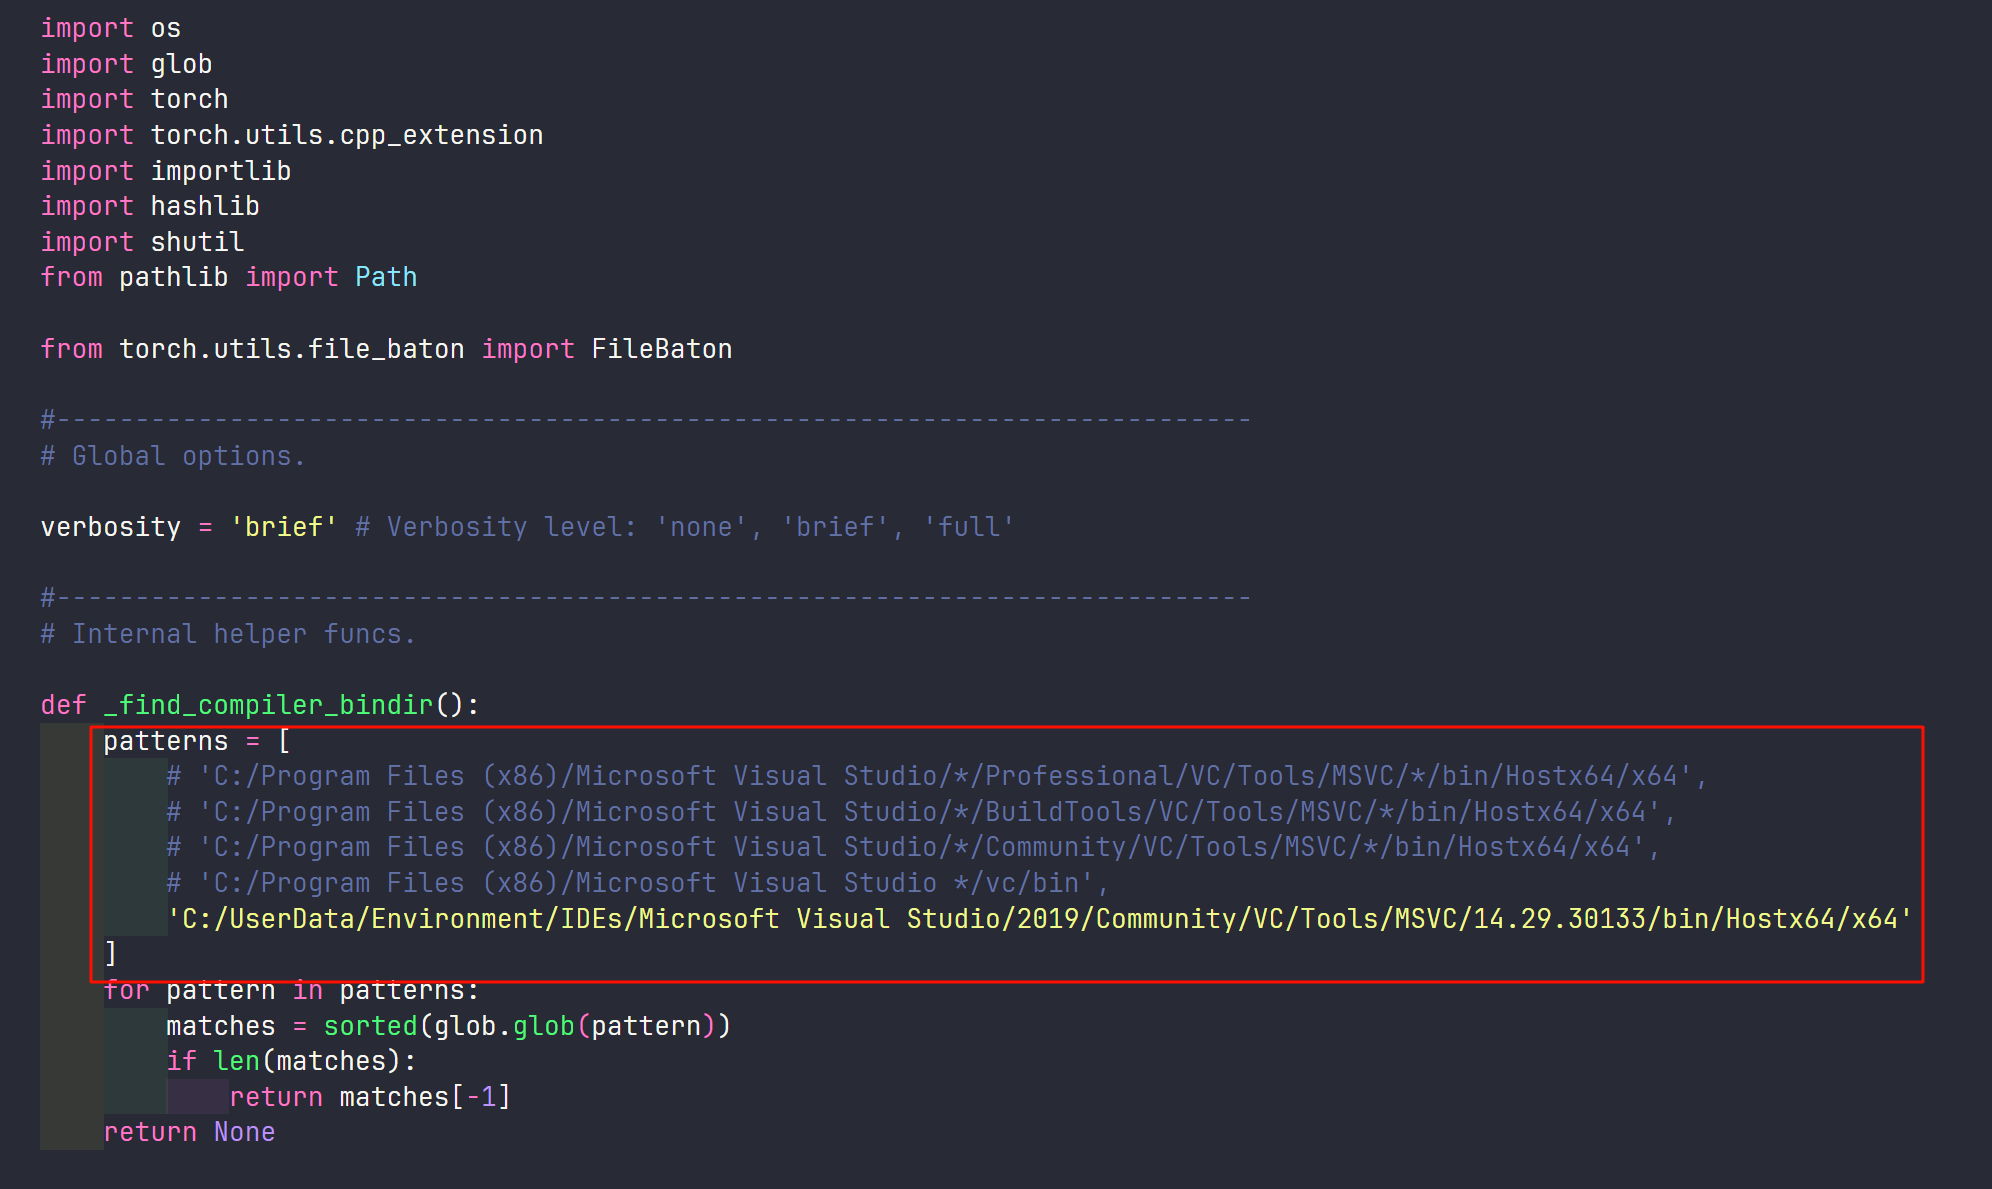 import os
import glob
import torch
import torch.utils.cpp_extension
import importlib
import hashlib
import shutil
from pathlib import Path
from torch.utils.file_baton import FileBaton
#----------------------------------------------------------------------------
# Global options.
verbosity = 'brief' # Verbosity level: 'none', 'brief', 'full'
#----------------------------------------------------------------------------
# Internal helper funcs.
def _find_compiler_bindir():
    patterns = [
        # 'C:/Program Files (x86)/Microsoft Visual Studio/*/Professional/VC/Tools/MSVC/*/bin/Hostx64/x64',
        # 'C:/Program Files (x86)/Microsoft Visual Studio/*/BuildTools/VC/Tools/MSVC/*/bin/Hostx64/x64',
        # 'C:/Program Files (x86)/Microsoft Visual Studio/*/Community/VC/Tools/MSVC/*/bin/Hostx64/x64',
        # 'C:/Program Files (x86)/Microsoft Visual Studio */vc/bin',
        'C:/UserData/Environment/IDEs/Microsoft Visual Studio/2019/Community/VC/Tools/MSVC/14.29.30133/bin/Hostx64/x64'
    ]
    for pattern in patterns:
        matches = sorted(glob.glob(pattern))
        if len(matches):
            return matches[-1]
    return None